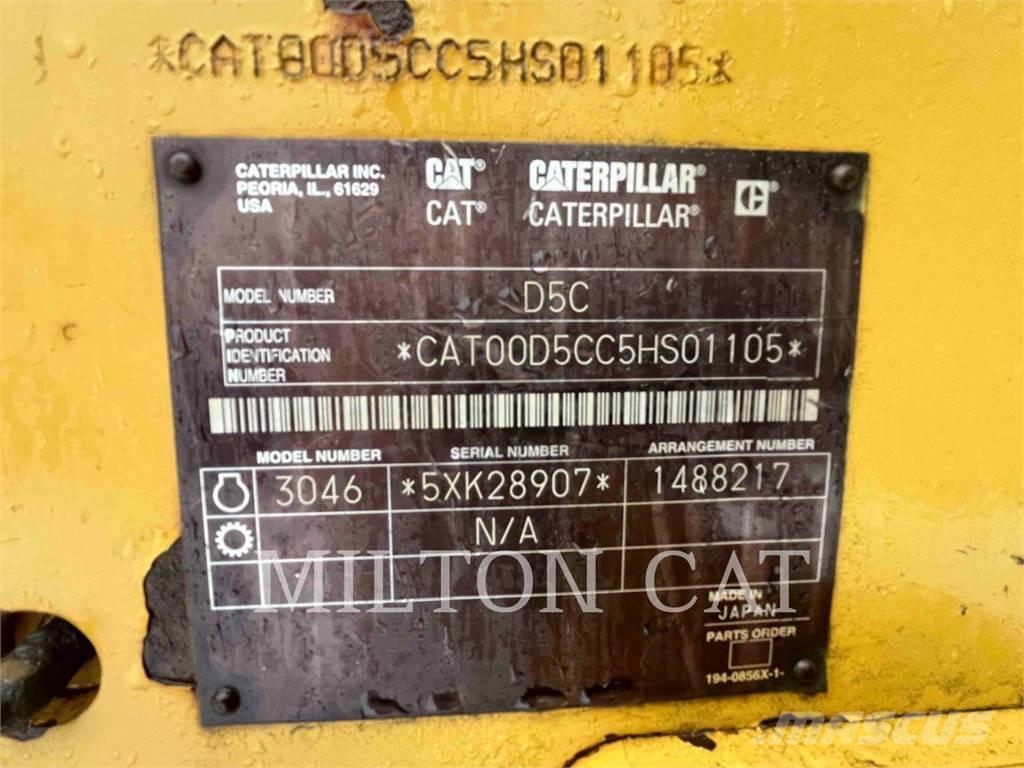 *CAT00D5CC5HS01105*
CATERPILLAR INC.
PEORIA, IL., 61629
USA
CAT® CATERPILLAR®
CAT® CATERPILLAR®
MODEL NUMBER D5C
PRODUCT
IDENTIFICATION
NUMBER
*CAT00D5CC5HS01105*
MODEL NUMBER SERIAL NUMBER ARRANGEMENT NUMBER
3046 *5XK28907* 1488217
N/A
MILTON CAT
MADE IN
JAPAN
PARTS ORDER
194-0856X-1-
MASCUS